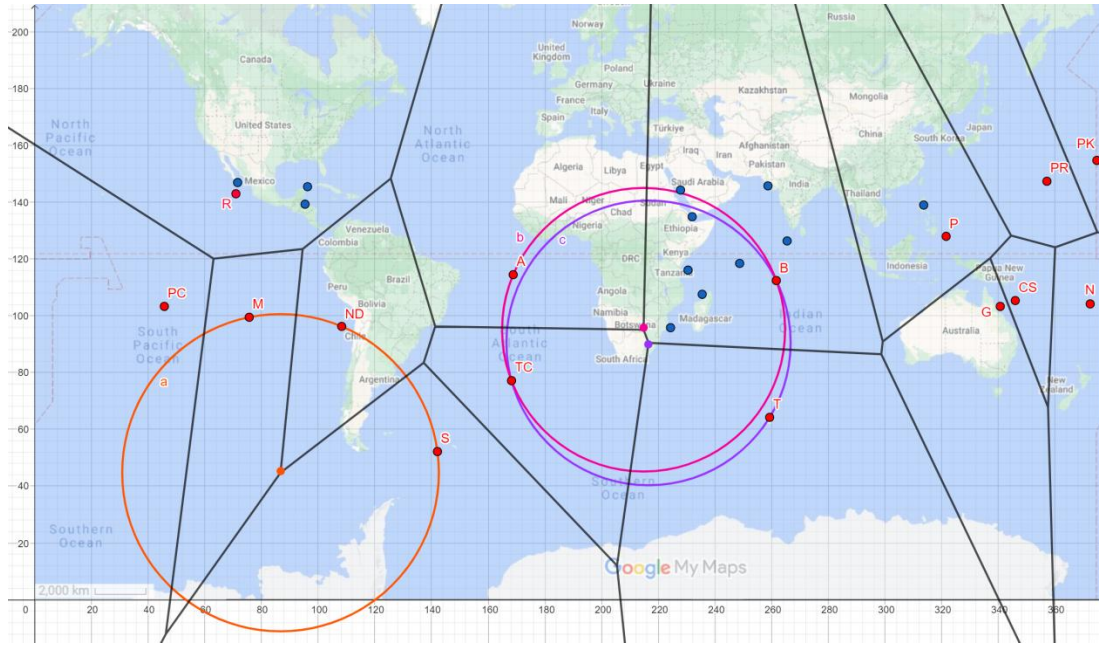 200
180
160
140
120
100
80
60
40
20
0
0
20
40
60
80
100
120
140
160
180
200
220
240
260
280
300
320
340
360
Russia
Norway
Canada
United
Kingdom
Poland
Germany
Ukraine
France
Kazakhstan
Mongolia
North
Pacific
Ocean
United States
North
Atlantic
Ocean
Italy
Spain
Türkiye
China
South Korea
Japan
Iraq
Iran
Afghanistan
Pakistan
PK
PR
Algeria
Libya
Egypt
Mexico
R
Saudi Arabia
India
Thailand
Mali
Niger
Sudan
Chad
Nigeria
Ethiopia
Venezuela
Colombia
P
b
c
A
B
DRC
Kenya
Tanzania
Indonesia
Papua New
Guinea
Peru
Brazil
Bolivia
PC
M
ND
Chile
South
Pacific
Ocean
Angola
Namibia
Botswana
Madagascar
Indian
Ocean
G
CS
N
Australia
South
Atlantic
Ocean
South Africa
a
Argentina
TC
T
S
New
Zealand
Southern
Ocean
Southern
Ocean
Google My Maps
2,000 km